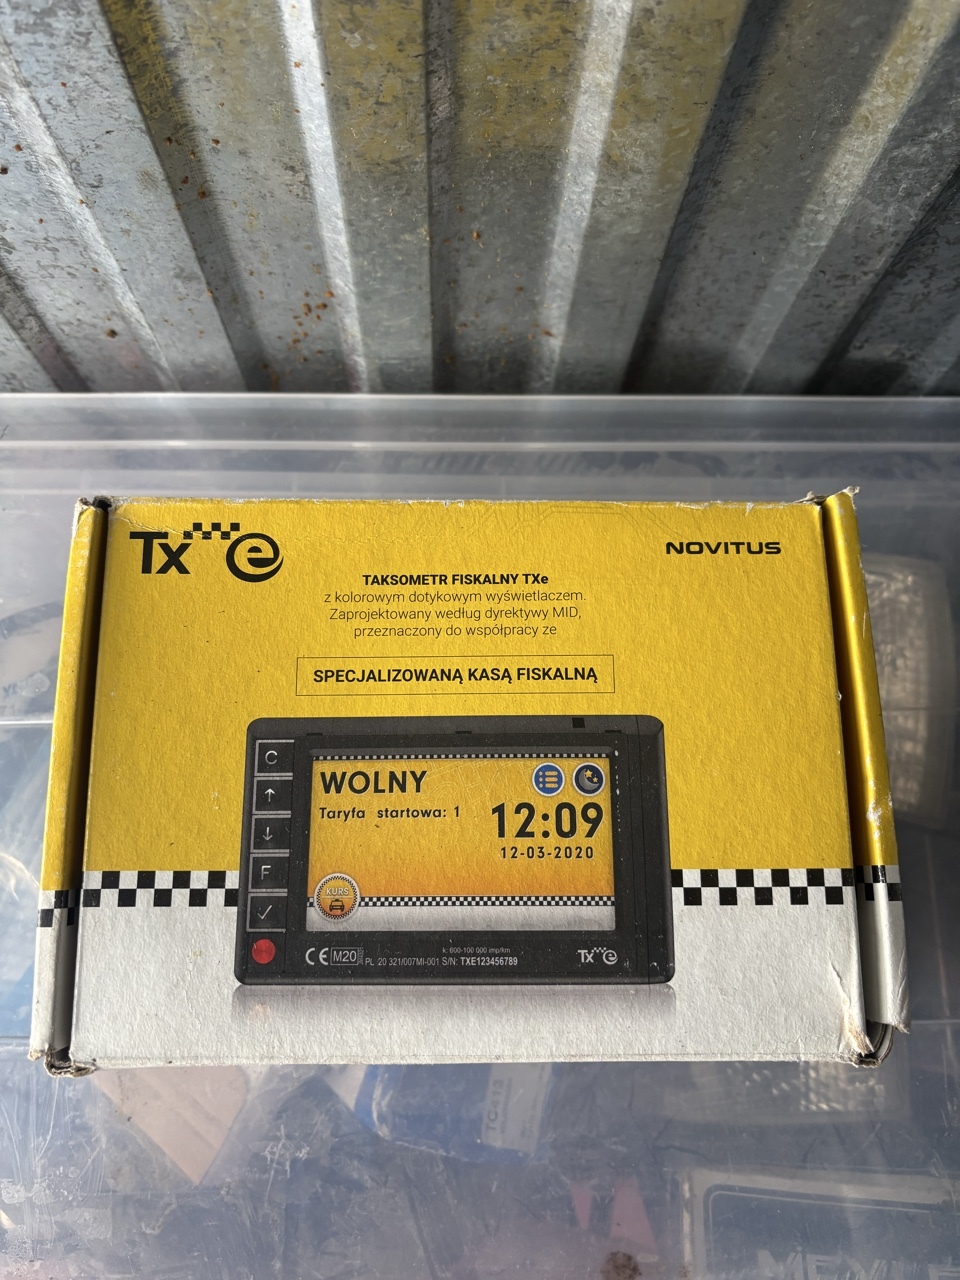 Tx e
NOVITUS
TAKSOMETR FISKALNY TXe
z kolorowym dotykowym wyświetlaczem.
Zaprojektowany według dyrektywy MID,
przeznaczony do współpracy ze
SPECJALIZOWANĄ KASĄ FISKALNĄ
C
WOLNY
↑
Taryfa startowa: 1
12:09
↓
12-03-2020
F
KURS
✓
k: 600-100 000 imp/km
CE M20 PL 20 321/007MI-001 S/N: TXE123456789
Tx e